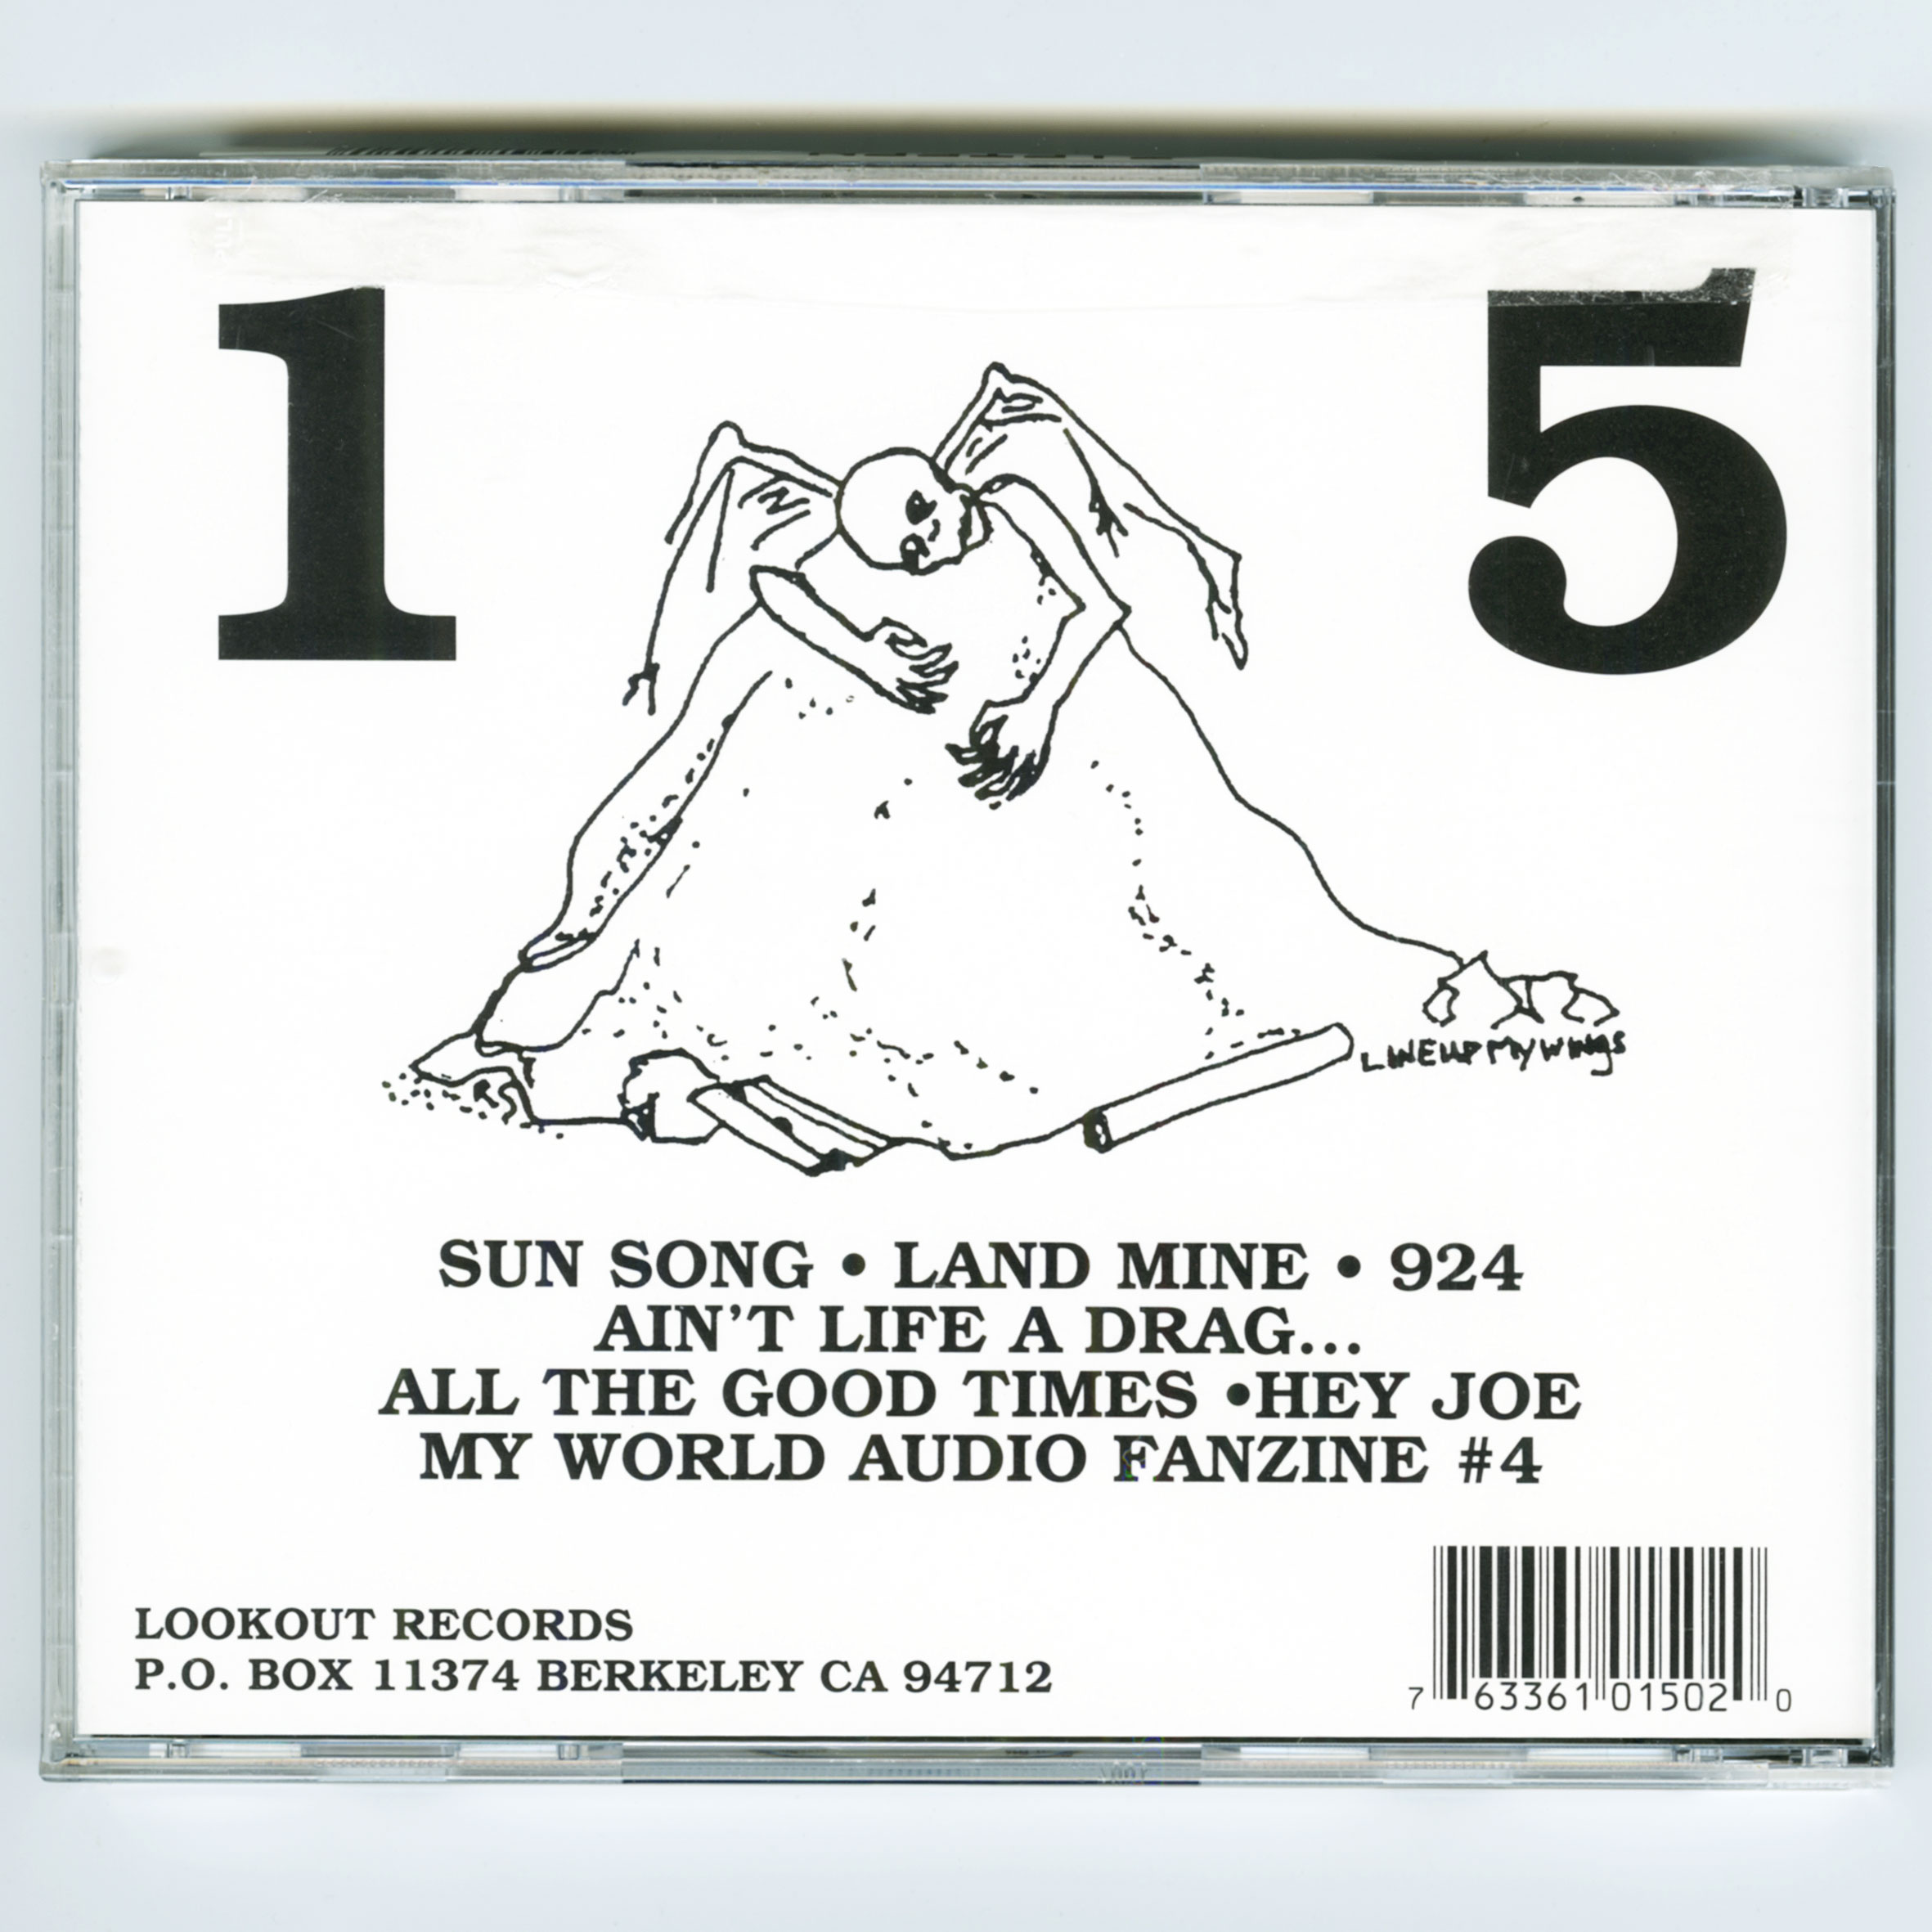 1 5
LINEUPMYWINGS
SUN SONG • LAND MINE • 924
AIN'T LIFE A DRAG...
ALL THE GOOD TIMES •HEY JOE
MY WORLD AUDIO FANZINE #4
LOOKOUT RECORDS
P.O. BOX 11374 BERKELEY CA 94712
7 63361 01502 0